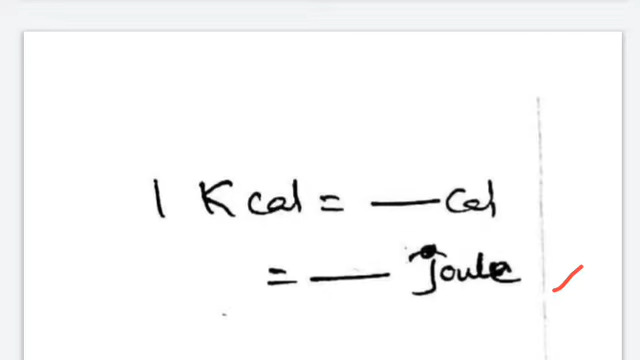 1 Kcal = — Cal
= — Joule